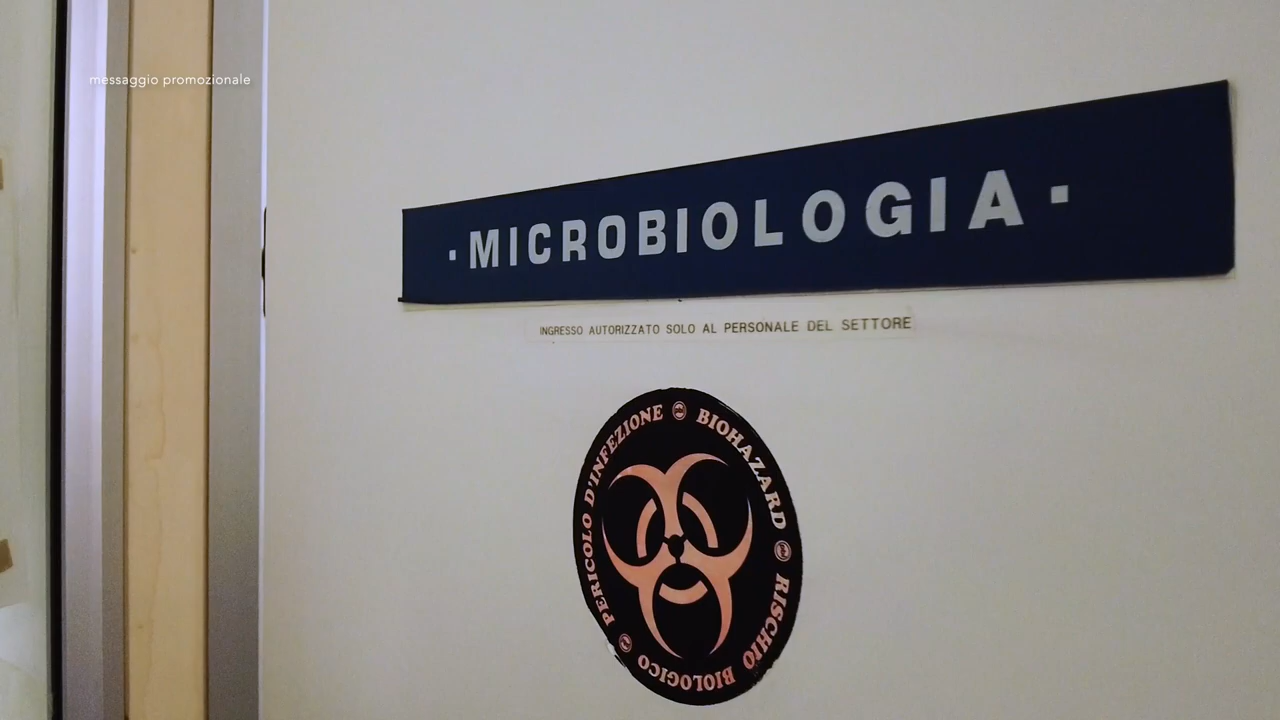 messaggio promozionale
· MICROBIOLOGIA ·
INGRESSO AUTORIZZATO SOLO AL PERSONALE DEL SETTORE
BIOHAZARD
RISCHIO BIOLOGICO
PERICOLO D'INFEZIONE